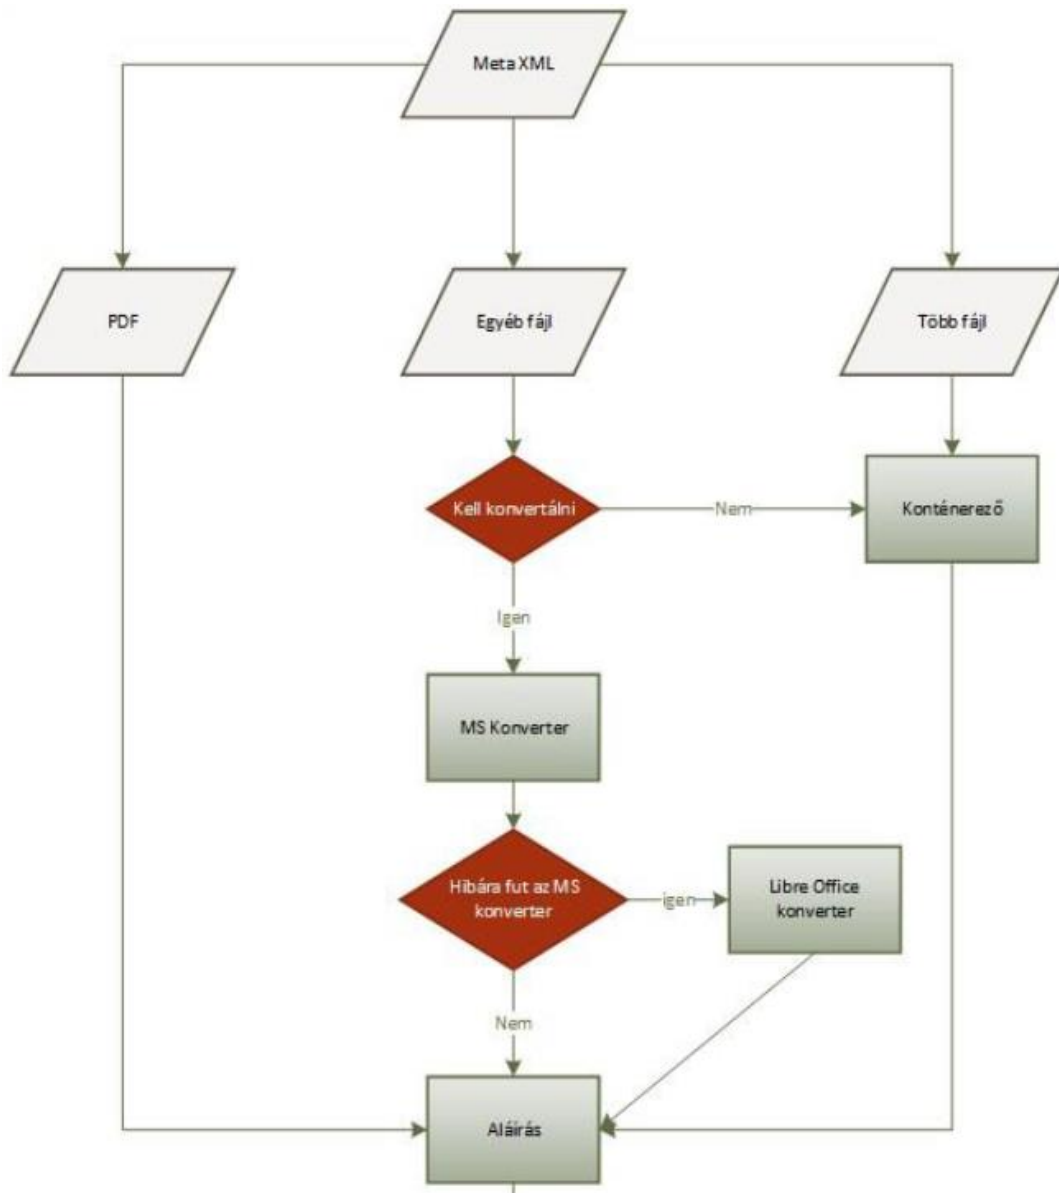 Meta XML
PDF
Egyéb fájl
Több fájl
Kell konvertálni
Nem
Konténerező
Igen
MS Konverter
Hibára fut az MS
konverter
igen
Libre Office
konverter
Nem
Aláírás